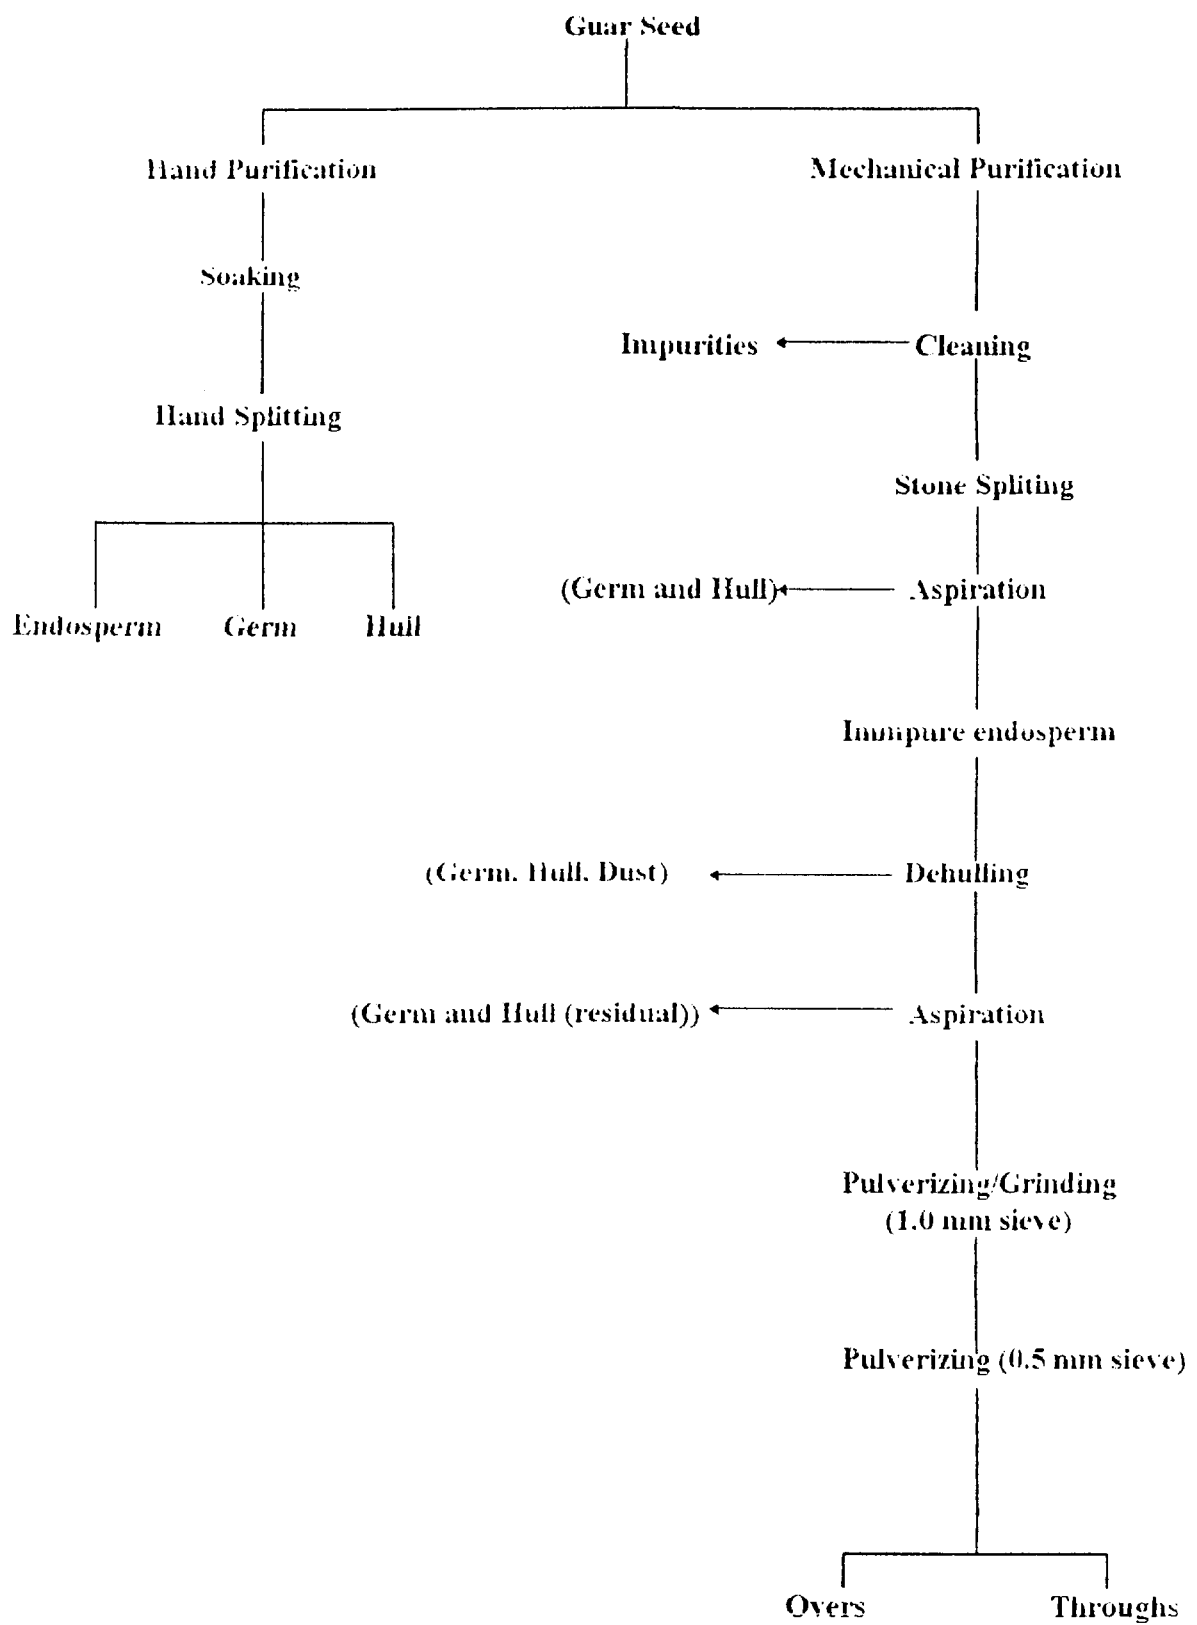 Guar Seed
Hand Purification
Mechanical Purification
Soaking
Impurities
Cleaning
Hand Splitting
Stone Spliting
(Germ and Hull)
Aspiration
Endosperm
Germ
Hull
Immpure endosperm
(Germ. Hull. Dust)
Dehulling
(Germ and Hull (residual))
Aspiration
Pulverizing/Grinding
(1.0 mm sieve)
Pulverizing (0.5 mm sieve)
Overs
Throughs